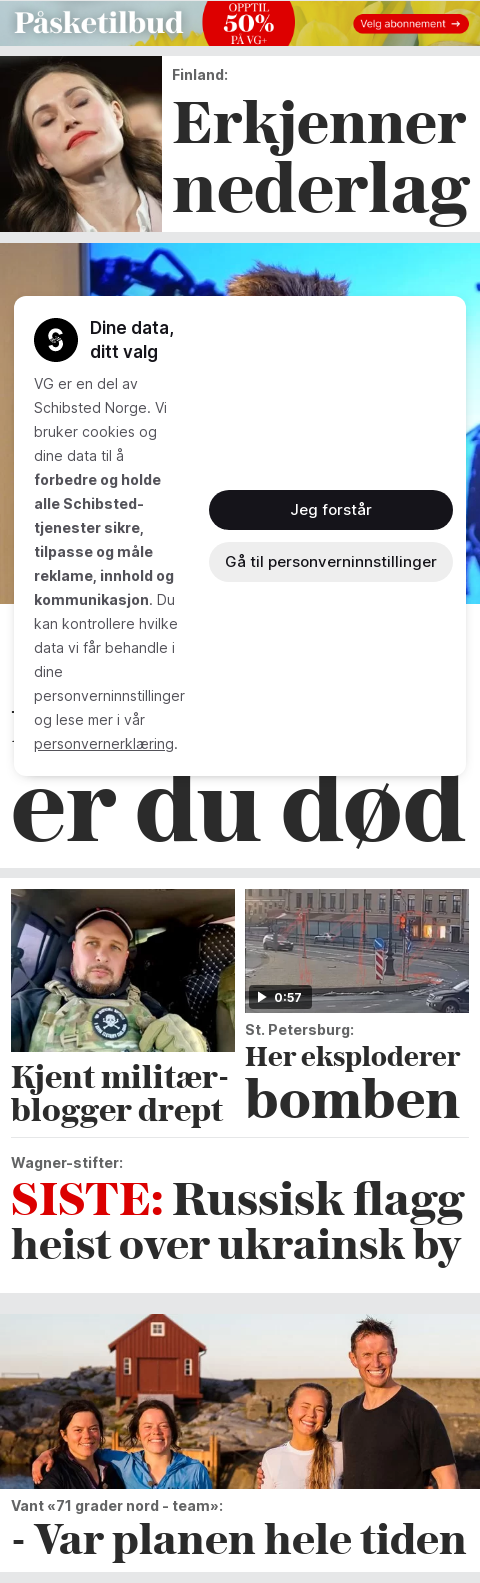 Påsketilbud
OPPTIL
50%
PÅ VG+
Velg abonnement →
Finland:
Erkjenner
nederlag
Dine data,
ditt valg
VG er en del av
Schibsted Norge. Vi
bruker cookies og
dine data til å
forbedre og holde
alle Schibsted-
tjenester sikre,
tilpasse og måle
reklame, innhold og
kommunikasjon. Du
kan kontrollere hvilke
data vi får behandle i
dine
personverninnstillinger
og lese mer i vår
personvernerklæring.
Jeg forstår
Gå til personverninnstillinger
er du død
0:57
Kjent militær-
blogger drept
St. Petersburg:
Her eksploderer
bomben
Wagner-stifter:
SISTE: Russisk flagg
heist over ukrainsk by
Vant «71 grader nord - team»:
- Var planen hele tiden